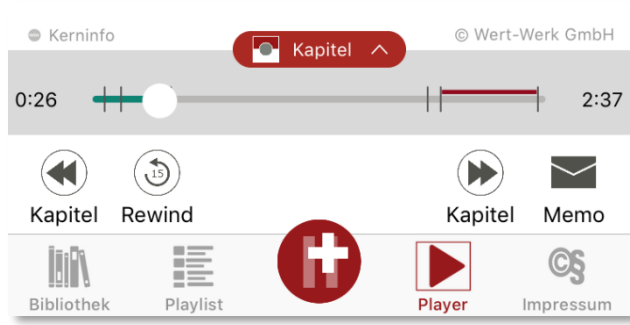 Kerninfo
© Wert-Werk GmbH
Kapitel
0:26
2:37
15
Kapitel Rewind
Kapitel Memo
©§
Bibliothek Playlist Player Impressum